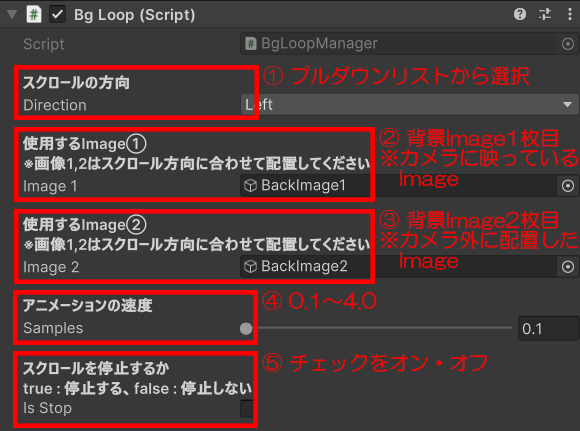 Bg Loop (Script)
Script
BgLoopManager
スクロールの方向
① プルダウンリストから選択
Direction
Left
使用するImage①
② 背景Image1枚目
※画像1,2はスクロール方向に合わせて配置してください
※カメラに映っている
Image
Image 1
BackImage1
使用するImage②
③ 背景Image2枚目
※画像1,2はスクロール方向に合わせて配置してください
※カメラ外に配置した
Image
Image 2
BackImage2
アニメーションの速度
④ 0.1～4.0
Samples
0.1
スクロールを停止するか
⑤ チェックをオン・オフ
true : 停止する、false : 停止しない
Is Stop